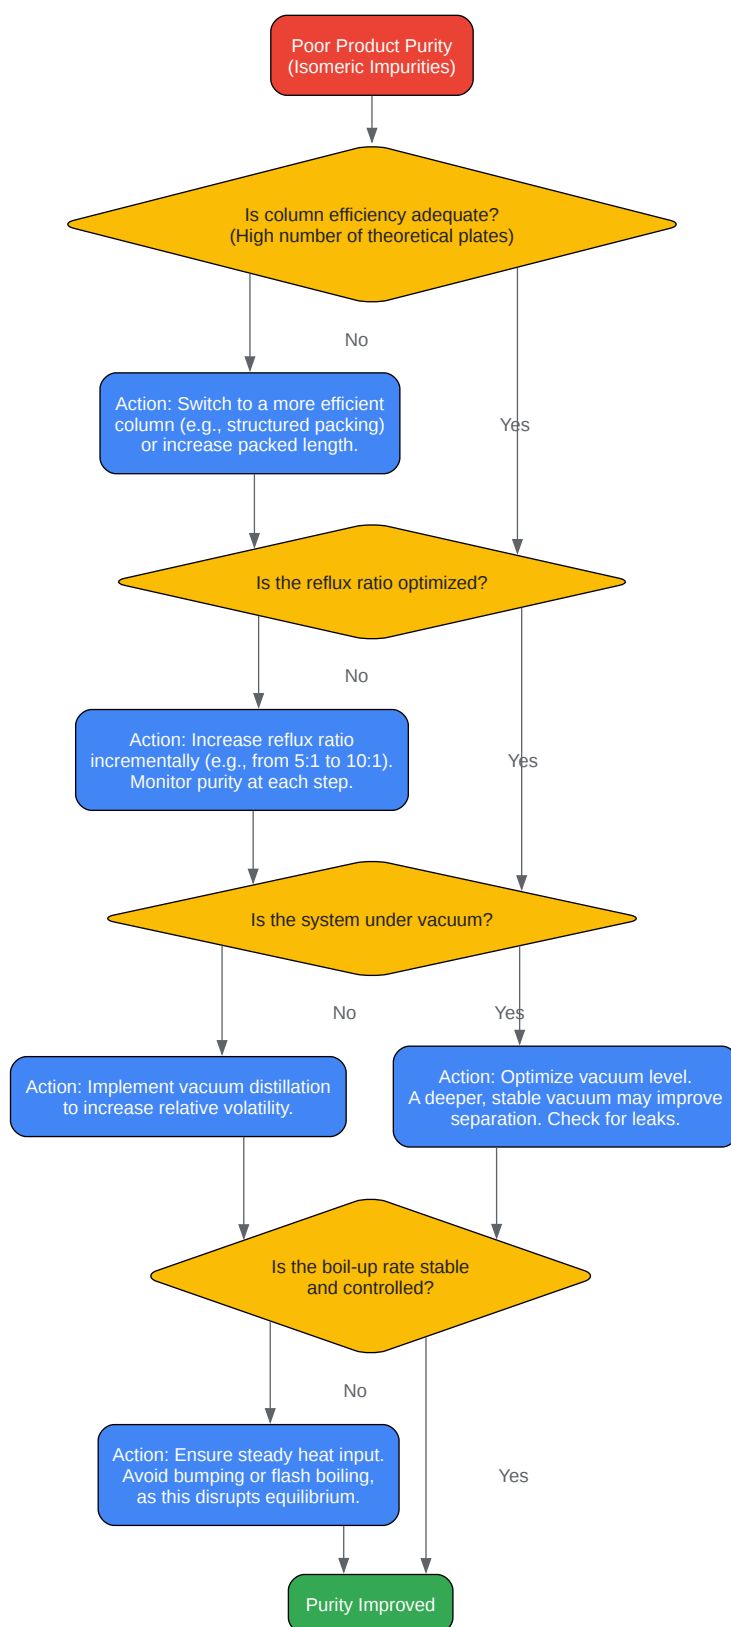 Poor Product Purity
(Isomeric Impurities)
Is column efficiency adequate?
(High number of theoretical plates)
No
Action: Switch to a more efficient
column (e.g., structured packing)
or increase packed length.
Yes
Is the reflux ratio optimized?
No
Action: Increase reflux ratio
incrementally (e.g., from 5:1 to 10:1).
Monitor purity at each step.
Yes
Is the system under vacuum?
No
Yes
Action: Implement vacuum distillation
to increase relative volatility.
Action: Optimize vacuum level.
A deeper, stable vacuum may improve
separation. Check for leaks.
Is the boil-up rate stable
and controlled?
No
Action: Ensure steady heat input.
Avoid bumping or flash boiling,
as this disrupts equilibrium.
Yes
Purity Improved